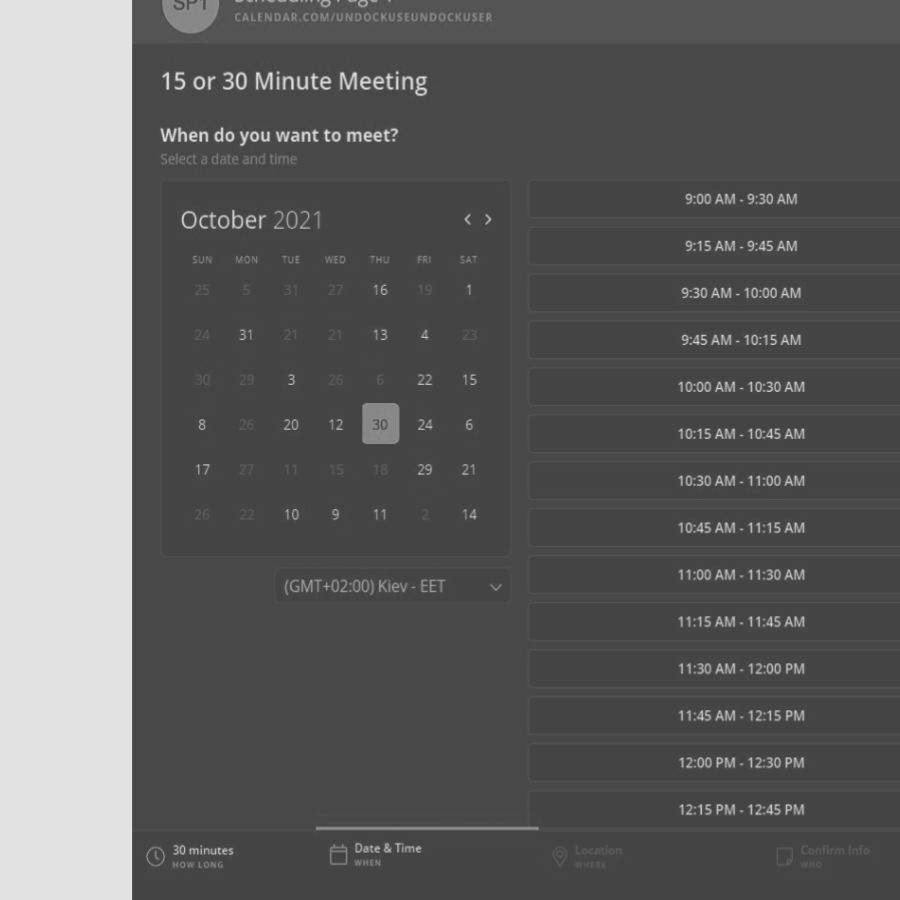 SP1
Scheduling Page 1
CALENDAR.COM/UNDOCKUSEUNDOCKUSER
15 or 30 Minute Meeting
When do you want to meet?
Select a date and time
October 2021
SUN MON TUE WED THU FRI SAT
25 5 31 27 16 19 1
24 31 21 21 13 4 23
30 29 3 26 6 22 15
8 26 20 12 30 24 6
17 27 11 15 18 29 21
26 22 10 9 11 2 14
(GMT+02:00) Kiev - EET
9:00 AM - 9:30 AM
9:15 AM - 9:45 AM
9:30 AM - 10:00 AM
9:45 AM - 10:15 AM
10:00 AM - 10:30 AM
10:15 AM - 10:45 AM
10:30 AM - 11:00 AM
10:45 AM - 11:15 AM
11:00 AM - 11:30 AM
11:15 AM - 11:45 AM
11:30 AM - 12:00 PM
11:45 AM - 12:15 PM
12:00 PM - 12:30 PM
12:15 PM - 12:45 PM
30 minutes
HOW LONG
Date & Time
WHEN
Location
WHERE
Confirm Info
WHO